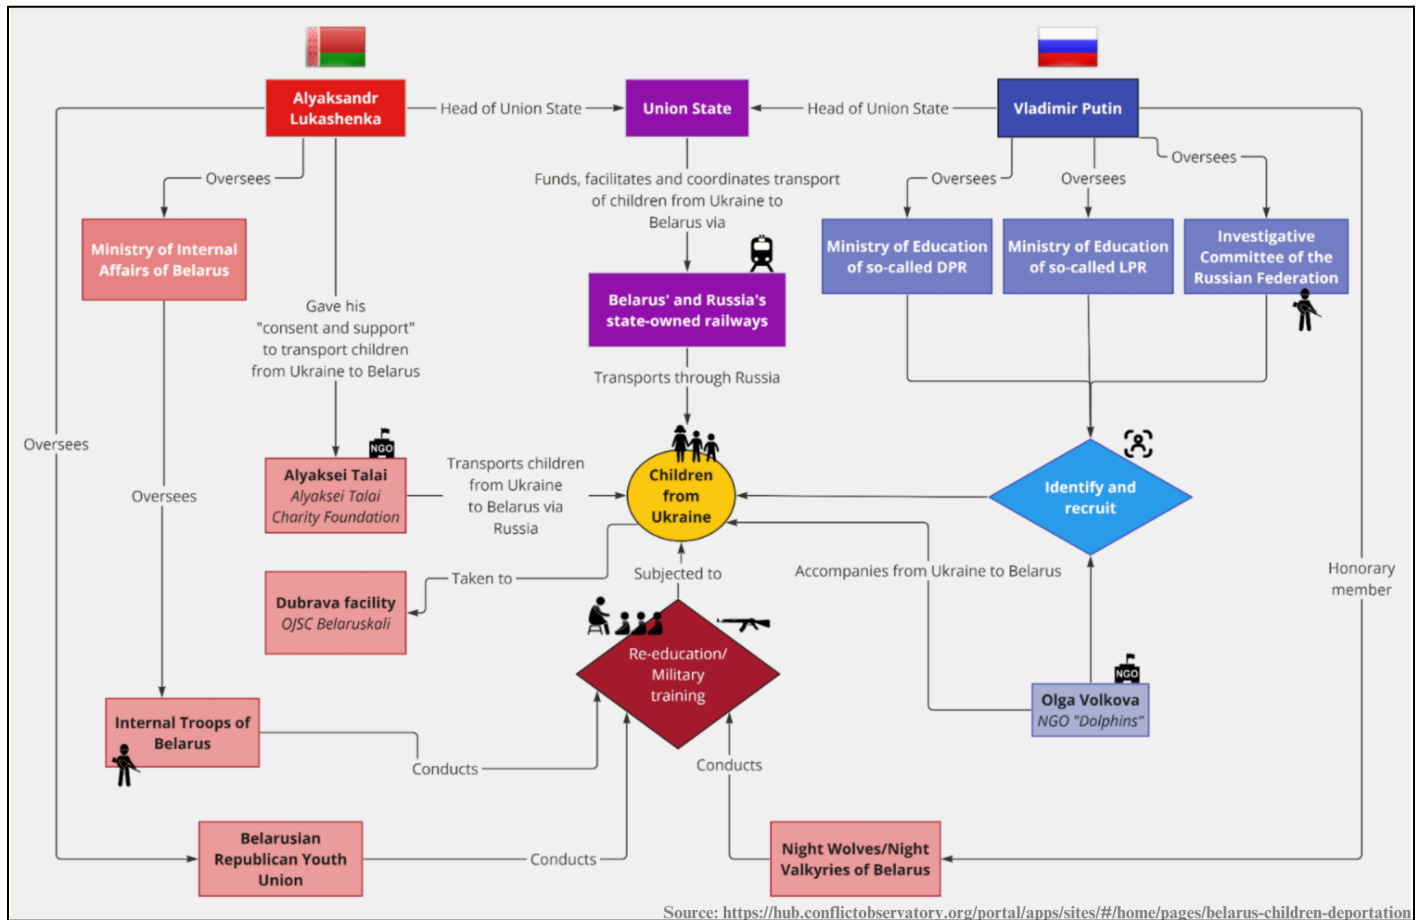 Alyaksandr
Lukashenka
Head of Union State
Union State
Head of Union State
Vladimir Putin
Oversees
Funds, facilitates and coordinates transport
of children from Ukraine to
Belarus via
Oversees
Oversees
Oversees
Ministry of Internal
Affairs of Belarus
Ministry of Education
of so-called DPR
Ministry of Education
of so-called LPR
Investigative
Committee of the
Russian Federation
Gave his
"consent and support"
to transport children
from Ukraine to Belarus
Belarus' and Russia's
state-owned railways
Transports through Russia
Oversees
Oversees
NGO
Alyaksei Talai
Alyaksei Talai
Charity Foundation
Transports children
from Ukraine
to Belarus via
Russia
Children
from
Ukraine
Identify and
recruit
Taken to
Subjected to
Accompanies from Ukraine to Belarus
Honorary
member
Dubrava facility
OJSC Belaruskali
Re-education/
Military
training
NGO
Olga Volkova
NGO "Dolphins"
Internal Troops of
Belarus
Conducts
Conducts
Belarusian
Republican Youth
Union
Conducts
Night Wolves/Night
Valkyries of Belarus
Source: https://hub.conflictobservatory.org/portal/apps/sites/#/home/pages/belarus-children-deportation